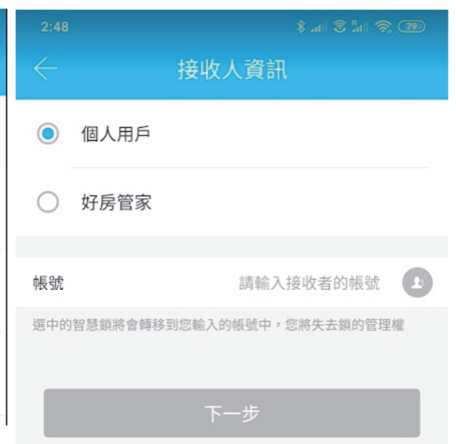 2:48
79
接收人資訊
個人用戶
好房管家
帳號 請輸入接收者的帳號
選中的智慧鎖將會轉移到您輸入的帳號中，您將失去鎖的管理權
下一步